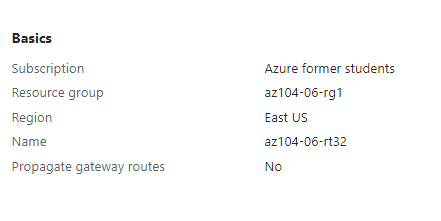 Basics
Subscription Azure former students
Resource group az104-06-rg1
Region East US
Name az104-06-rt32
Propagate gateway routes No